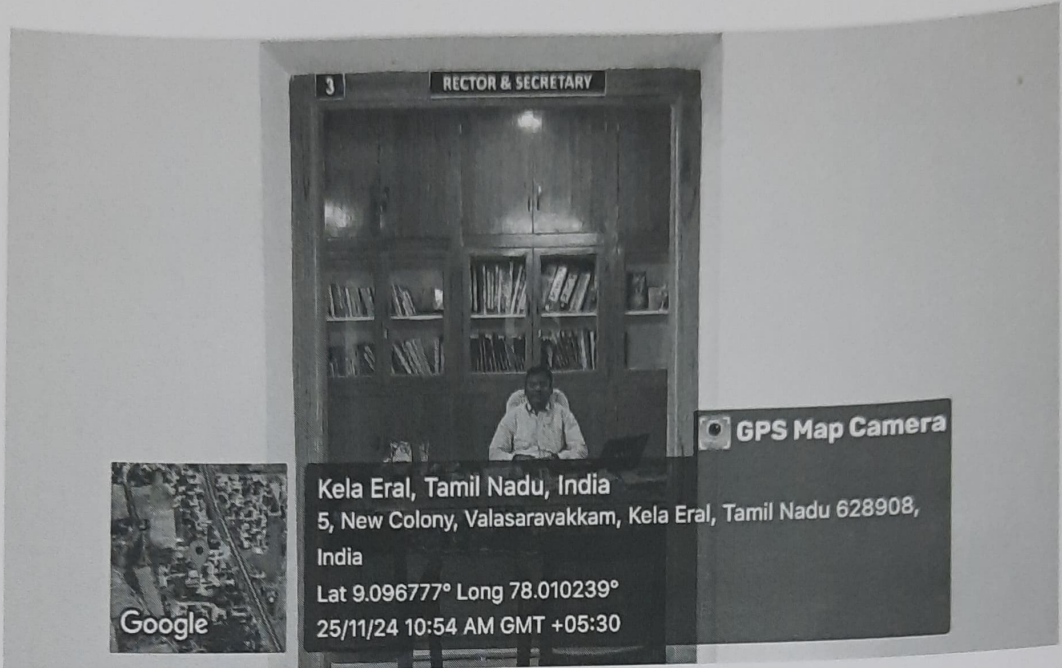 3
RECTOR & SECRETARY
GPS Map Camera
Kela Eral, Tamil Nadu, India
5, New Colony, Valasaravakkam, Kela Eral, Tamil Nadu 628908,
India
Lat 9.096777° Long 78.010239°
25/11/24 10:54 AM GMT +05:30
Google